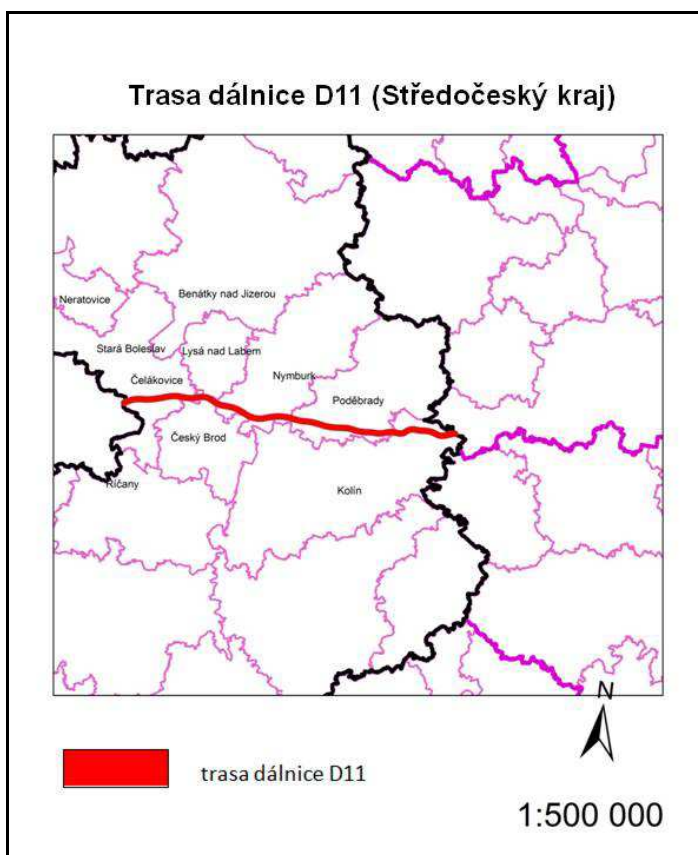 Trasa dálnice D11 (Středočeský kraj)
Neratovice
Benátky nad Jizerou
Stará Boleslav
Lysá nad Labem
Čelákovice
Nymburk
Poděbrady
Český Brod
Říčany
Kolín
N
trasa dálnice D11
1:500 000